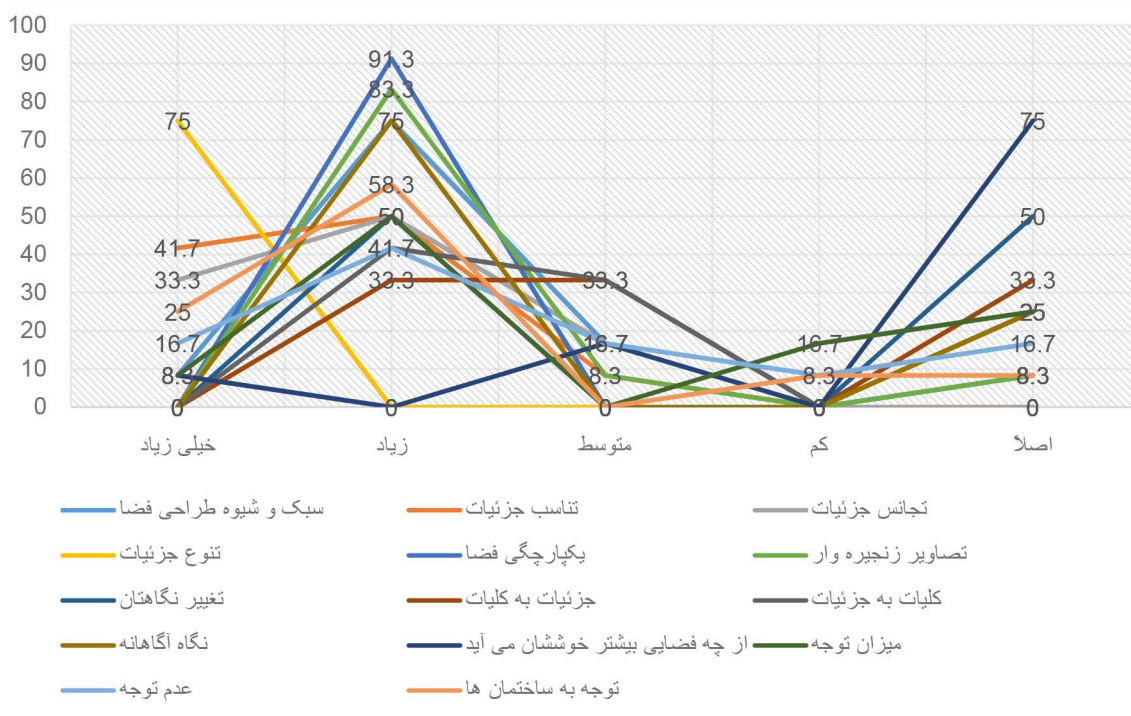 100
90
80
70
60
50
40
30
20
10
0
75
41.7
33.3
25
16.7
8.3
0
91.3
83.3
75
58.3
50
41.7
33.3
0
33.3
16.7
8.3
0
16.7
8.3
0
75
50
33.3
25
16.7
8.3
0
خیلی زیاد
زیاد
متوسط
کم
اصلاً
سبک و شیوه طراحی فضا
تناسب جزئیات
تجانس جزئیات
تنوع جزئیات
یکپارچگی فضا
تصاویر زنجیره وار
تغییر نگاهتان
جزئیات به کلیات
کلیات به جزئیات
نگاه آگاهانه
از چه فضایی بیشتر خوششان می آید
میزان توجه
عدم توجه
توجه به ساختمان ها